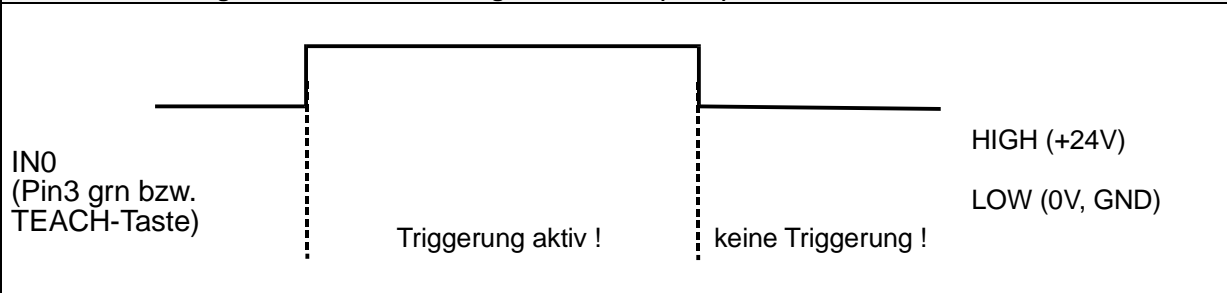 IN0
(Pin3 grn bzw.
TEACH-Taste)
HIGH (+24V)
LOW (0V, GND)
Triggerung aktiv !
keine Triggerung !